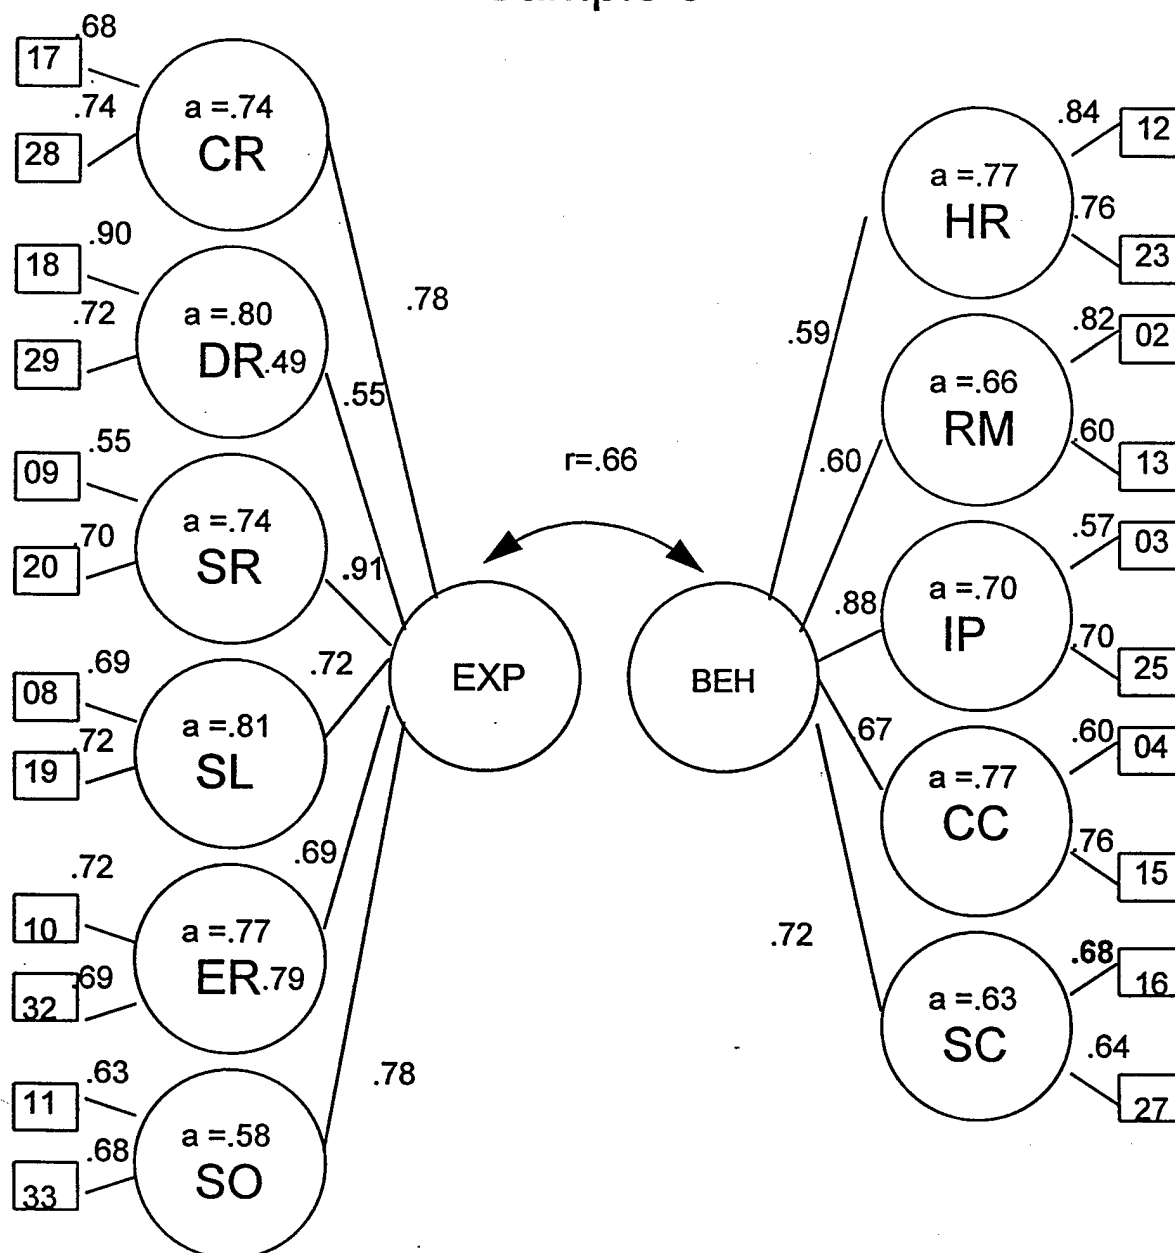 .68
17
.74
28
a =.74
CR
.90
18
.72
29
a =.80
DR.49
.55
09
.70
20
a =.74
SR
.69
08
.72
19
a =.81
SL
.72
10
.69
32
a =.77
ER.79
.63
11
.68
33
a =.58
SO
.78
.55
.91
.72
.69
.78
EXP
r=.66
BEH
.59
.60
.88
.67
.72
a =.77
HR
.84
12
.76
23
a =.66
RM
.82
02
.60
13
a =.70
IP
.57
03
.70
25
a =.77
CC
.60
04
.76
15
a =.63
SC
.68
16
.64
27